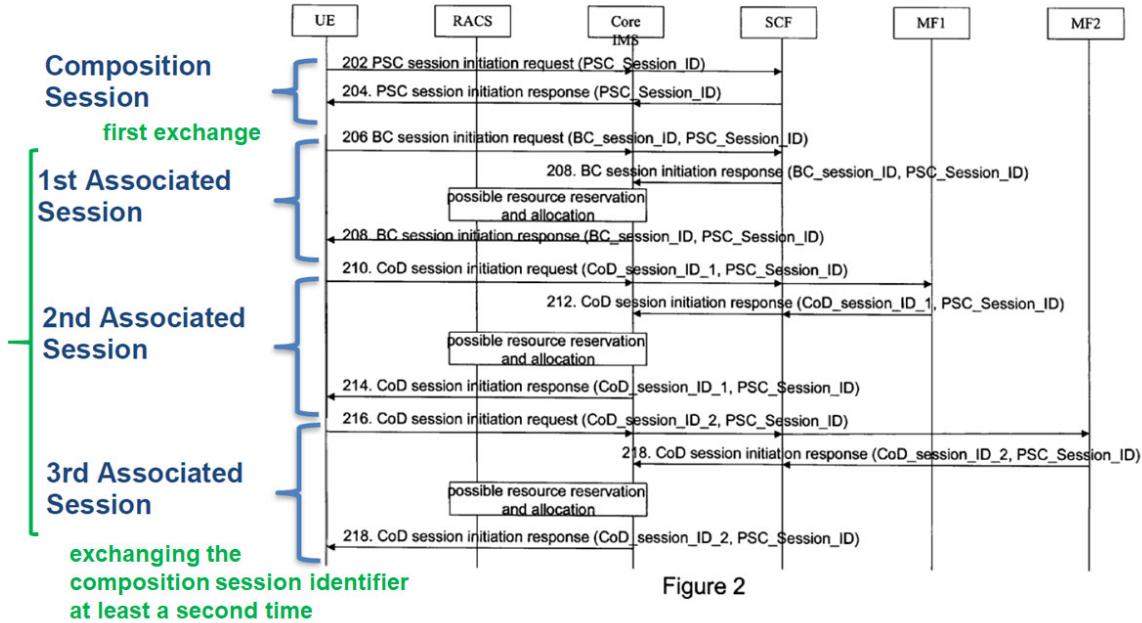 UE
RACS
Core
IMS
SCF
MF1
MF2
Composition
Session
202 PSC session initiation request (PSC_Session_ID)
204. PSC session initiation response (PSC_Session_ID)
first exchange
206 BC session initiation request (BC_session_ID, PSC_Session_ID)
1st Associated
Session
208. BC session initiation response (BC_session_ID, PSC_Session_ID)
possible resource reservation
and allocation
208. BC session initiation response (BC_session_ID, PSC_Session_ID)
210. CoD session initiation request (CoD_session_ID_1, PSC_Session_ID)
2nd Associated
Session
212. CoD session initiation response (CoD_session_ID_1, PSC_Session_ID)
possible resource reservation
and allocation
214. CoD session initiation response (CoD_session_ID_1, PSC_Session_ID)
216. CoD session initiation request (CoD_session_ID_2, PSC_Session_ID)
3rd Associated
Session
218. CoD session initiation response (CoD_session_ID_2, PSC_Session_ID)
possible resource reservation
and allocation
218. CoD session initiation response (CoD_session_ID_2, PSC_Session_ID)
exchanging the
composition session identifier
at least a second time
Figure 2